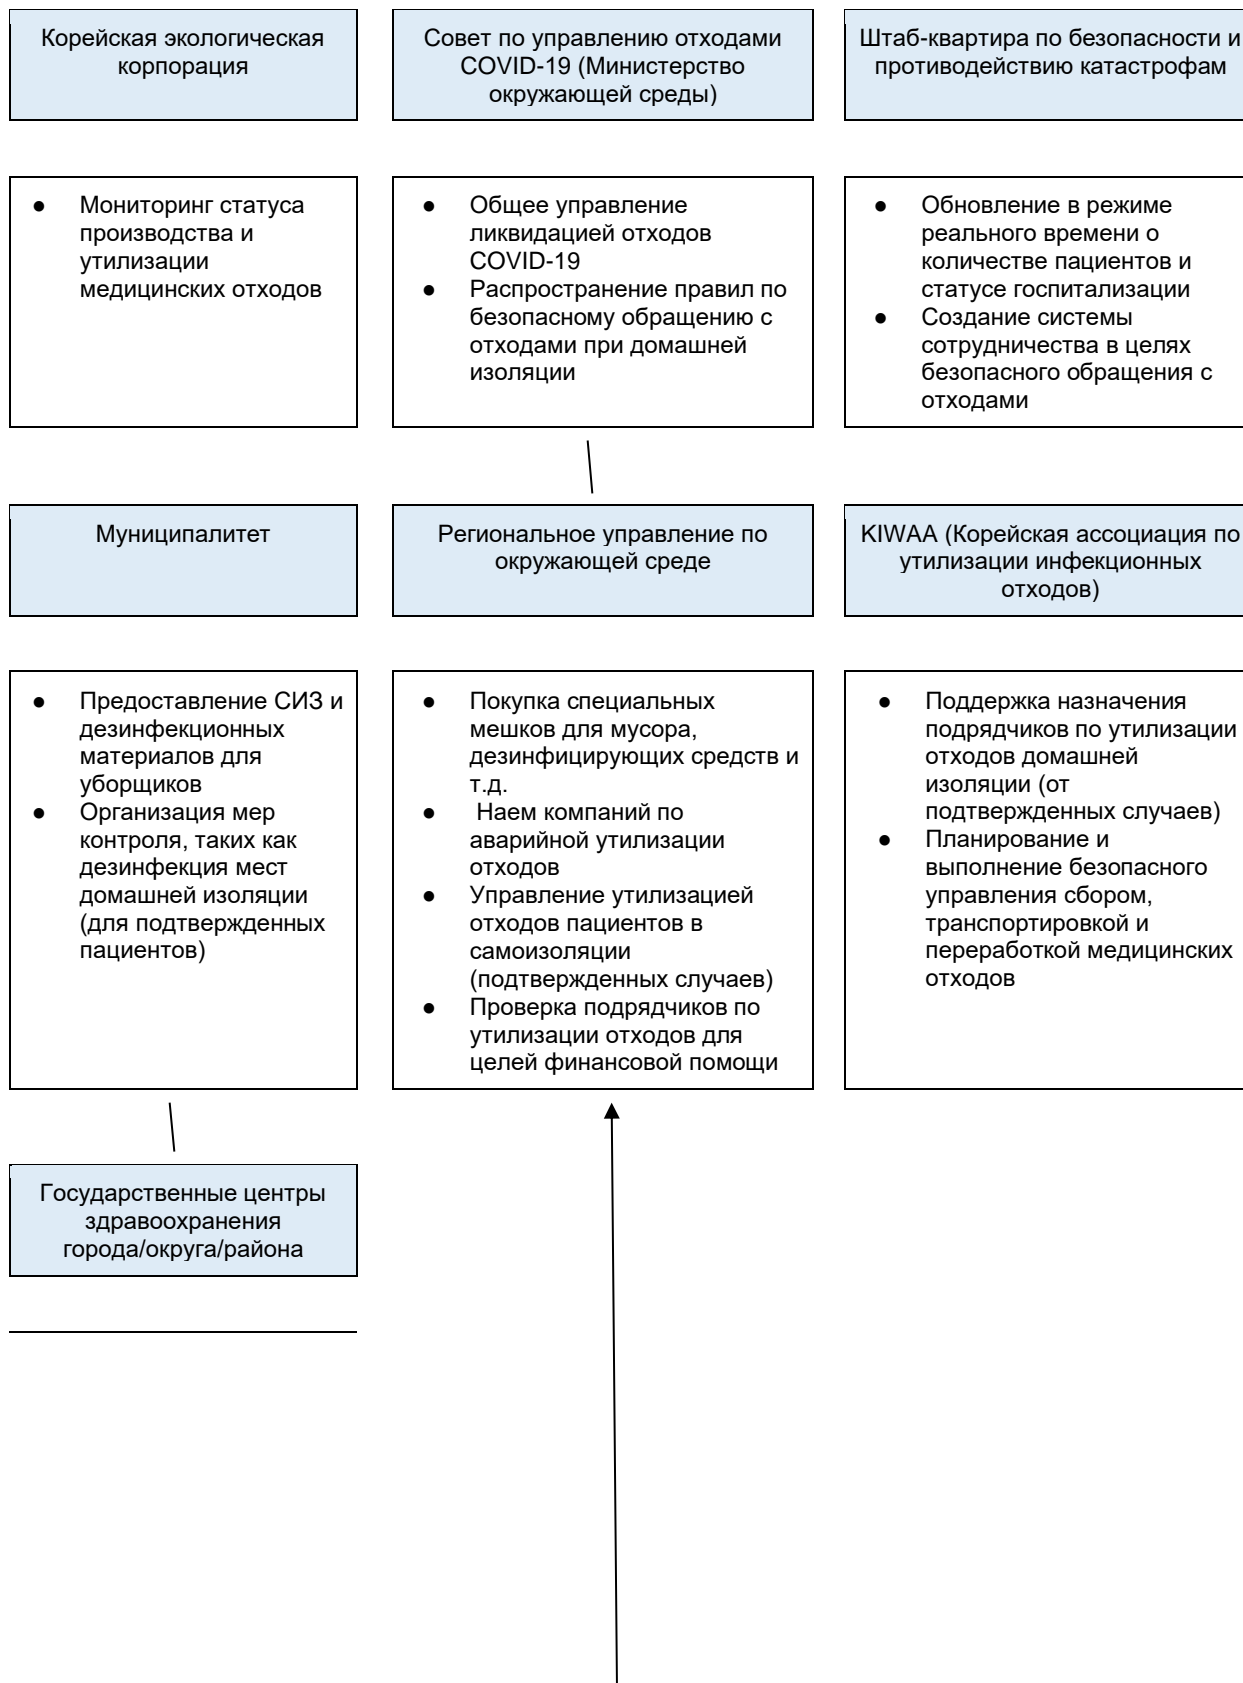 Корейская экологическая
корпорация
Совет по управлению отходами
COVID-19 (Министерство
окружающей среды)
Штаб-квартира по безопасности и
противодействию катастрофам
● Мониторинг статуса
производства и
утилизации
медицинских отходов
● Общее управление
ликвидацией отходов
COVID-19
● Распространение правил по
безопасному обращению с
отходами при домашней
изоляции
● Обновление в режиме
реального времени о
количестве пациентов и
статусе госпитализации
● Создание системы
сотрудничества в целях
безопасного обращения с
отходами
Муниципалитет
Региональное управление по
окружающей среде
KIWAA (Корейская ассоциация по
утилизации инфекционных
отходов)
● Предоставление СИЗ и
дезинфекционных
материалов для
уборщиков
● Организация мер
контроля, таких как
дезинфекция мест
домашней изоляции
(для подтвержденных
пациентов)
● Покупка специальных
мешков для мусора,
дезинфицирующих средств и
т.д.
● Наем компаний по
аварийной утилизации
отходов
● Управление утилизацией
отходов пациентов в
самоизоляции
(подтвержденных случаев)
● Проверка подрядчиков по
утилизации отходов для
целей финансовой помощи
● Поддержка назначения
подрядчиков по утилизации
отходов домашней
изоляции (от
подтвержденных случаев)
● Планирование и
выполнение безопасного
управления сбором,
транспортировкой и
переработкой медицинских
отходов
Государственные центры
здравоохранения
города/округа/района